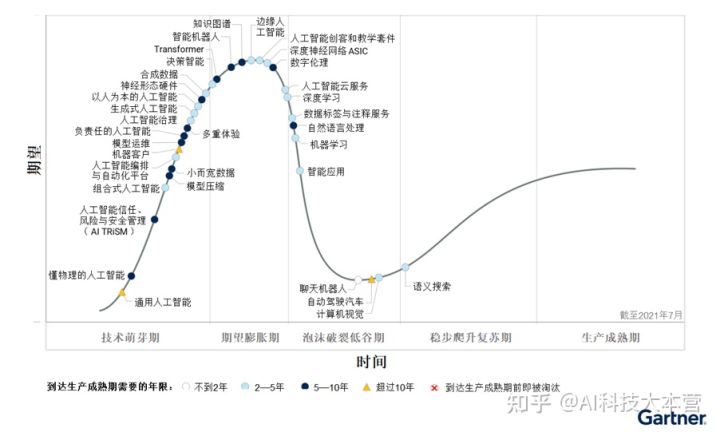 知识图谱
边缘人
工智能
智能机器人
人工智能创客和教学套件
Transformer
深度神经网络ASIC
决策智能
数字伦理
合成数据
神经形态硬件
人工智能云服务
以人为本的人工智能
深度学习
生成式人工智能
数据标签与注释服务
人工智能治理
自然语言处理
负责任的人工智能
多重体验
模型运维
机器学习
机器客户
人工智能编排
与自动化平台
小而宽数据
智能应用
组合式人工智能
模型压缩
期望
人工智能信任、
风险与安全管理
（AI TRiSM）
懂物理的人工智能
通用人工智能
聊天机器人
自动驾驶汽车
计算机视觉
语义搜索
截至2021年7月
技术萌芽期
期望膨胀期
泡沫破裂低谷期
稳步爬升复苏期
生产成熟期
时间
到达生产成熟期需要的年限：
不到2年
2—5年
5—10年
超过10年
到达生产成熟期前即被淘汰
知乎 @AI科技大本营
Gartner